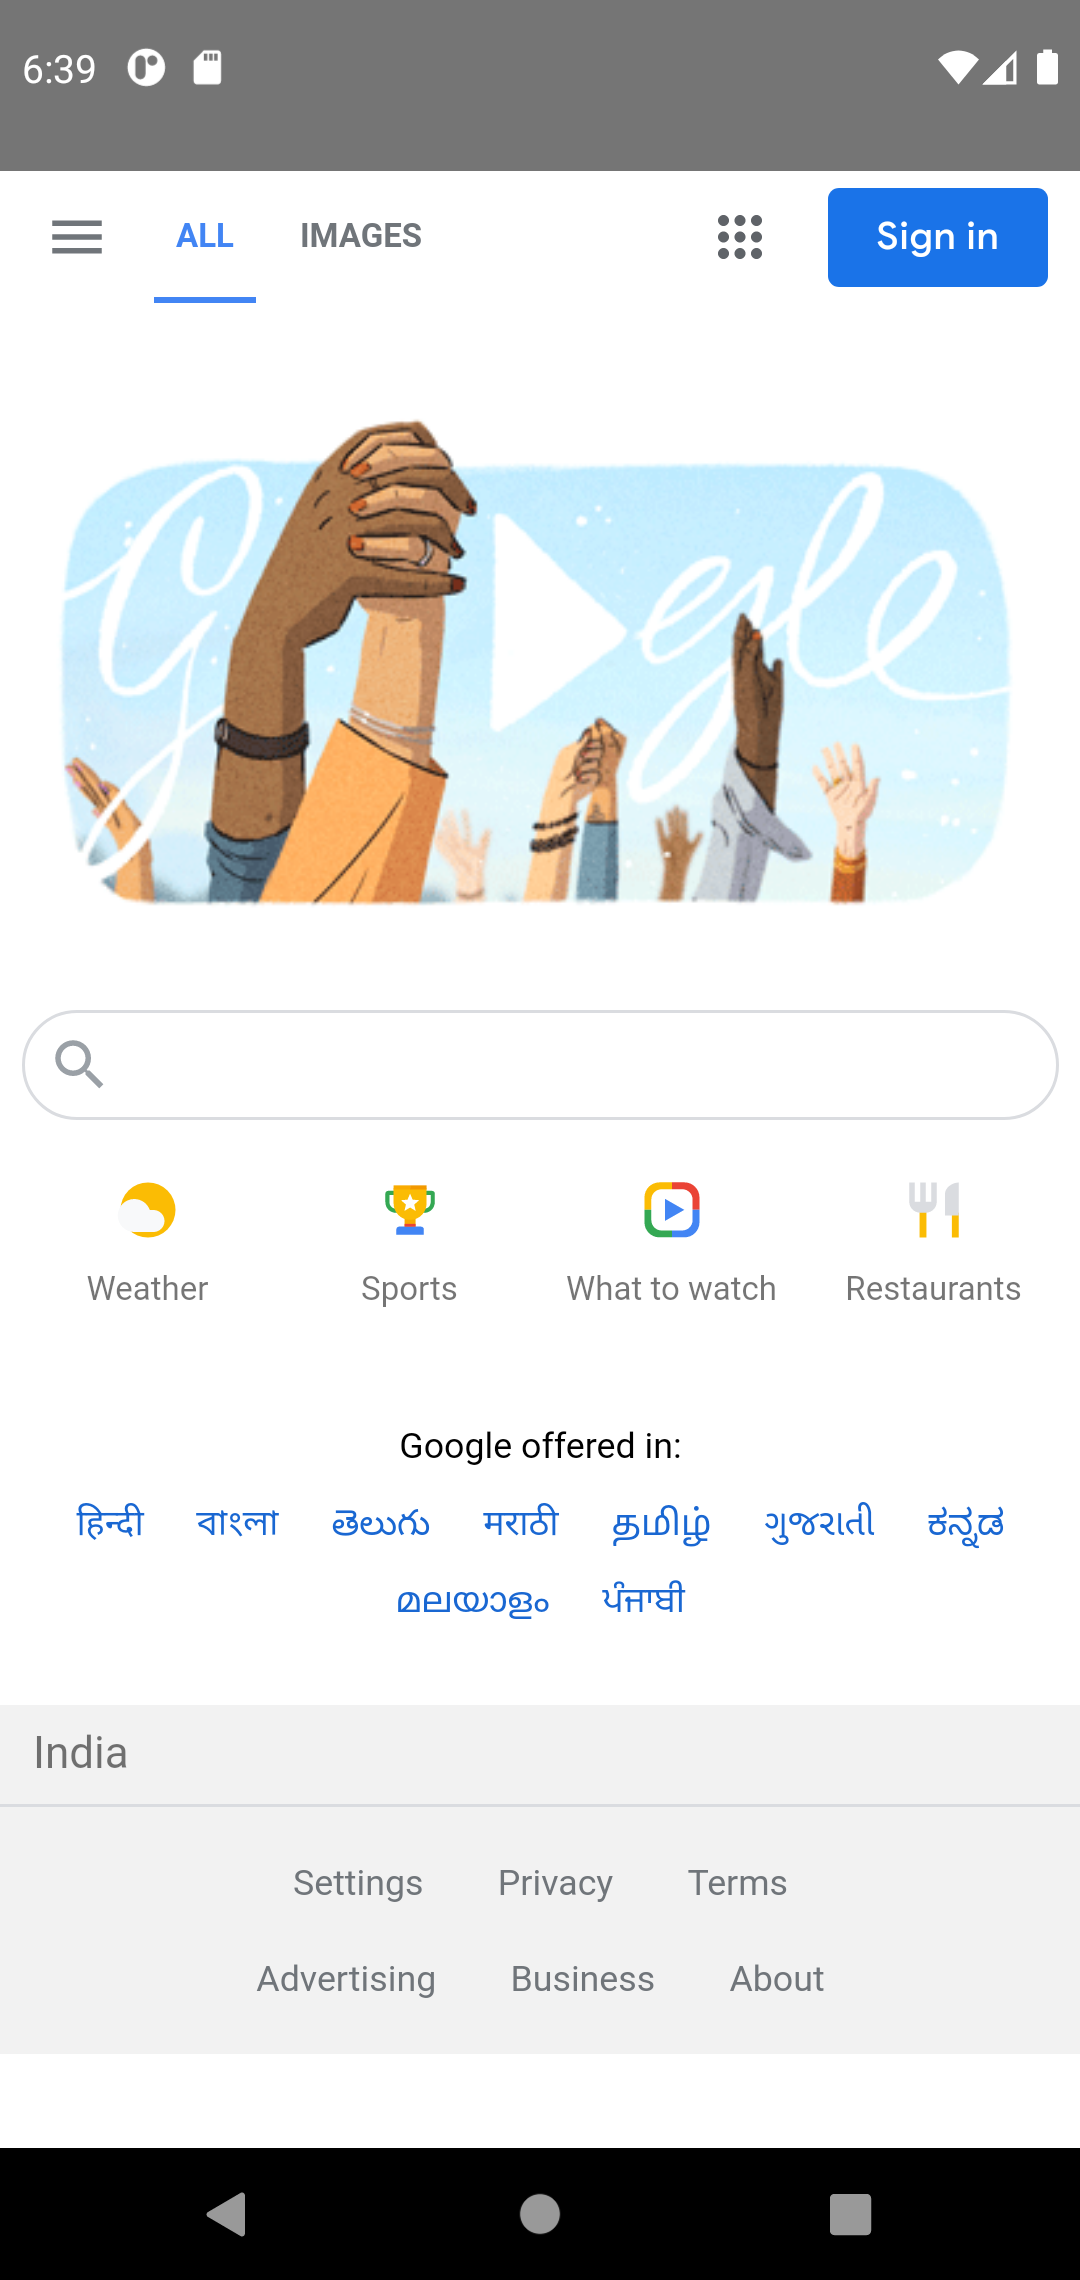 6:39
ALL IMAGES Sign in
Google
Weather Sports What to watch Restaurants
Google offered in:
हिन्दी বাংলা తెలుగు मराठी தமிழ் ગુજરાતી ಕನ್ನಡ
മലയാളം ਪੰਜਾਬੀ
India
Settings Privacy Terms
Advertising Business About